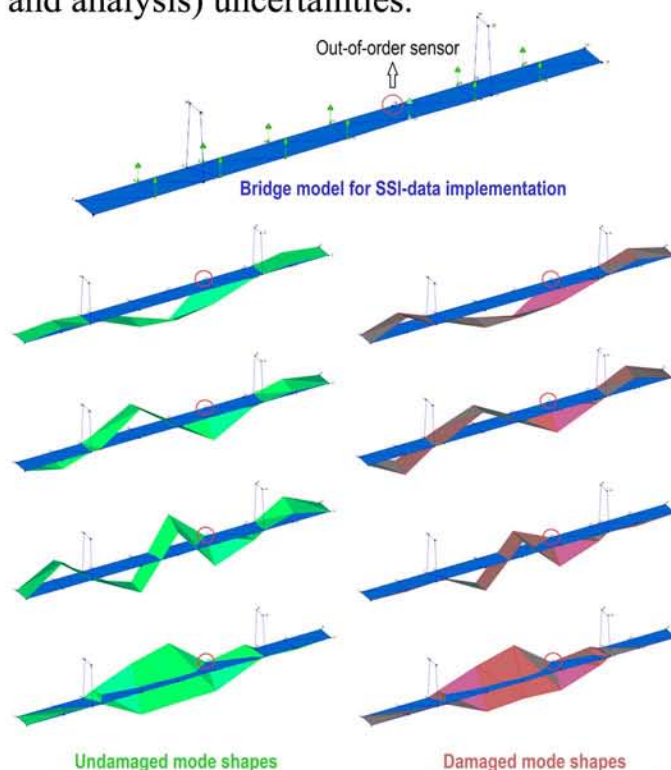 and analysis) uncertainties.
Out-of-order sensor
Bridge model for SSI-data implementation
Undamaged mode shapes
Damaged mode shapes